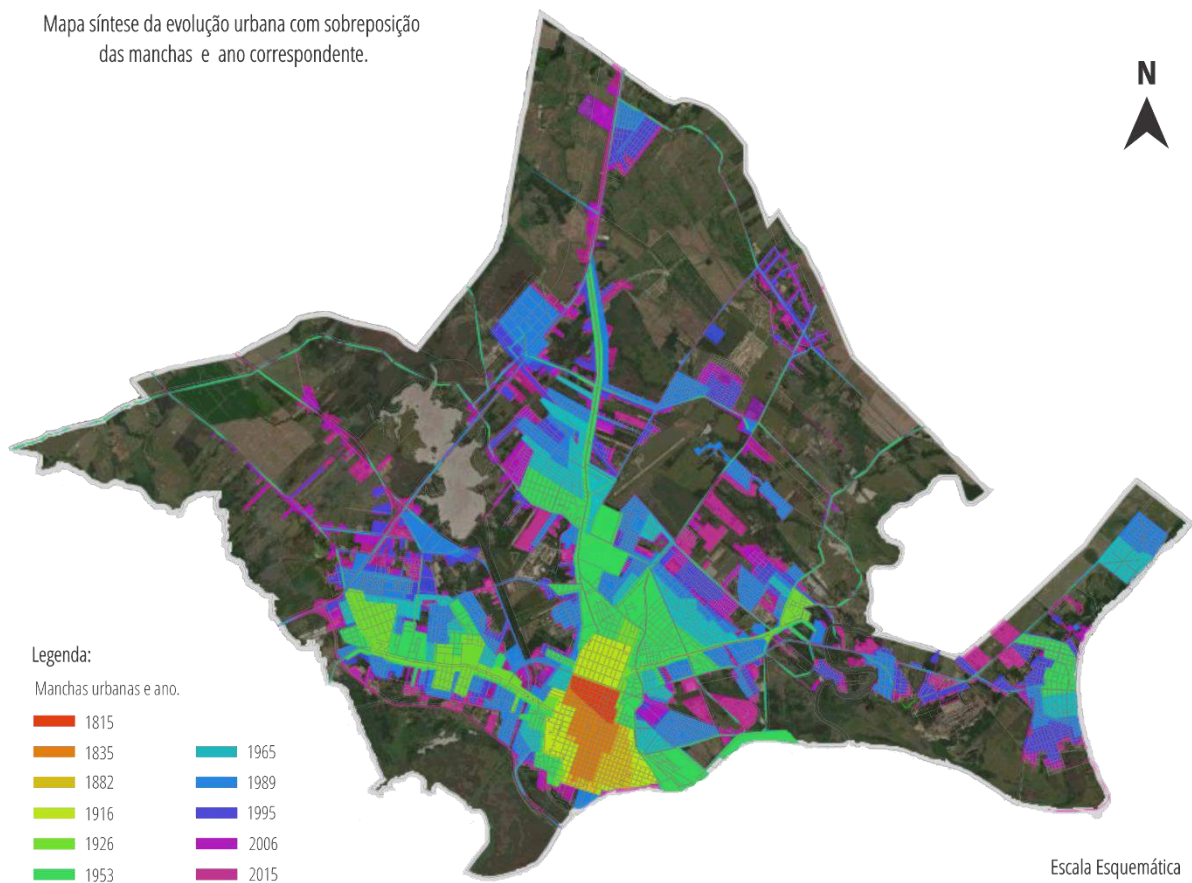 Mapa síntese da evolução urbana com sobreposição
das manchas e ano correspondente.
N
Legenda:
Manchas urbanas e ano.
1815
1835
1882
1916
1926
1953
1965
1989
1995
2006
2015
Escala Esquemática